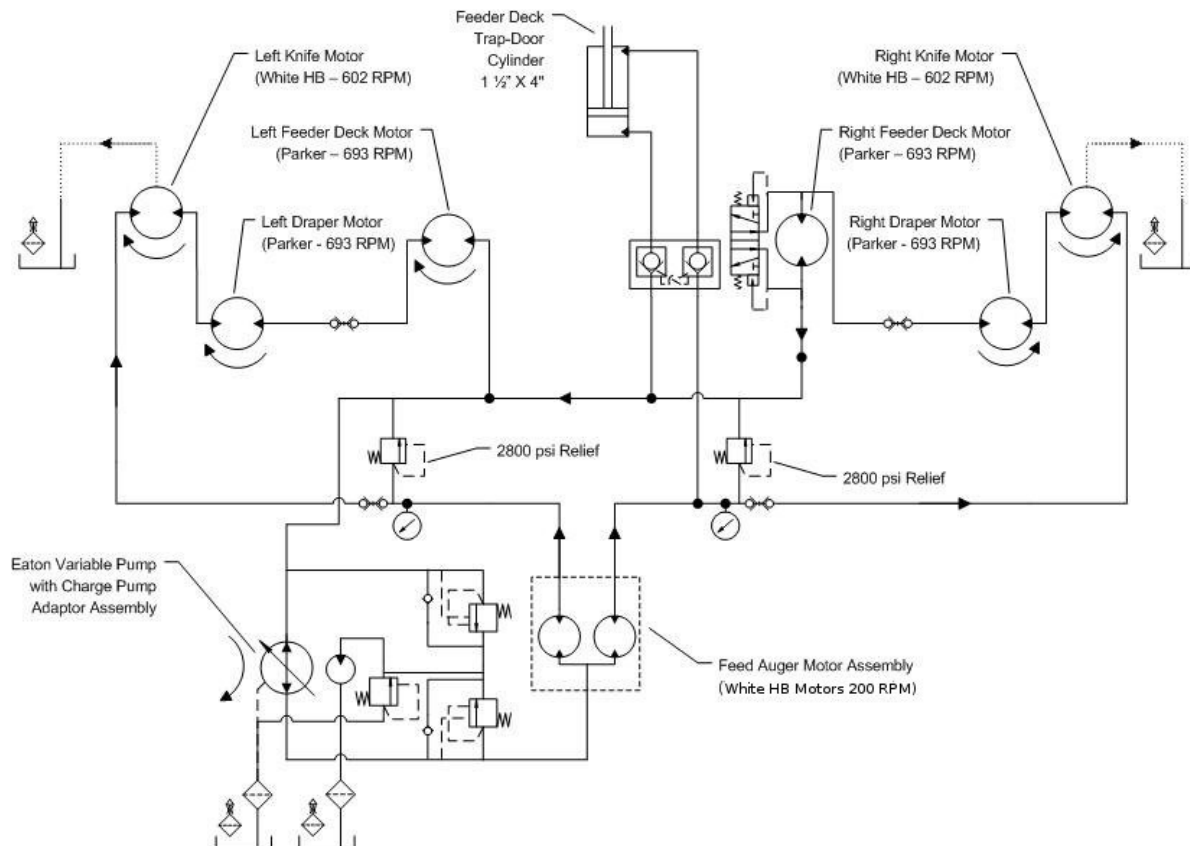 Feeder Deck
Trap-Door
Cylinder
1 ½" X 4"
Left Knife Motor
(White HB – 602 RPM)
Right Knife Motor
(White HB – 602 RPM)
Left Feeder Deck Motor
(Parker – 693 RPM)
Right Feeder Deck Motor
(Parker – 693 RPM)
Left Draper Motor
(Parker - 693 RPM)
Right Draper Motor
(Parker - 693 RPM)
2800 psi Relief
2800 psi Relief
Eaton Variable Pump
with Charge Pump
Adaptor Assembly
Feed Auger Motor Assembly
(White HB Motors 200 RPM)